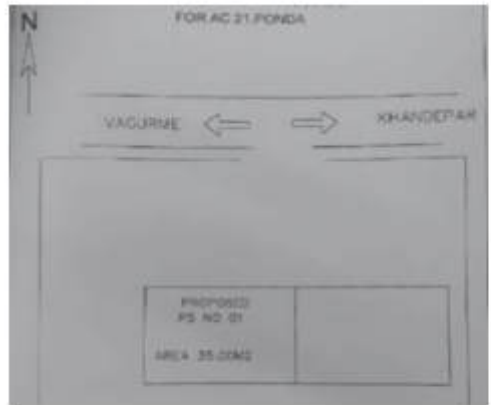 N
FOR AC 21 PONDA
VAGURME
KHANDEPAR
PROPOSED
PS NO 01
AREA 35.00M2